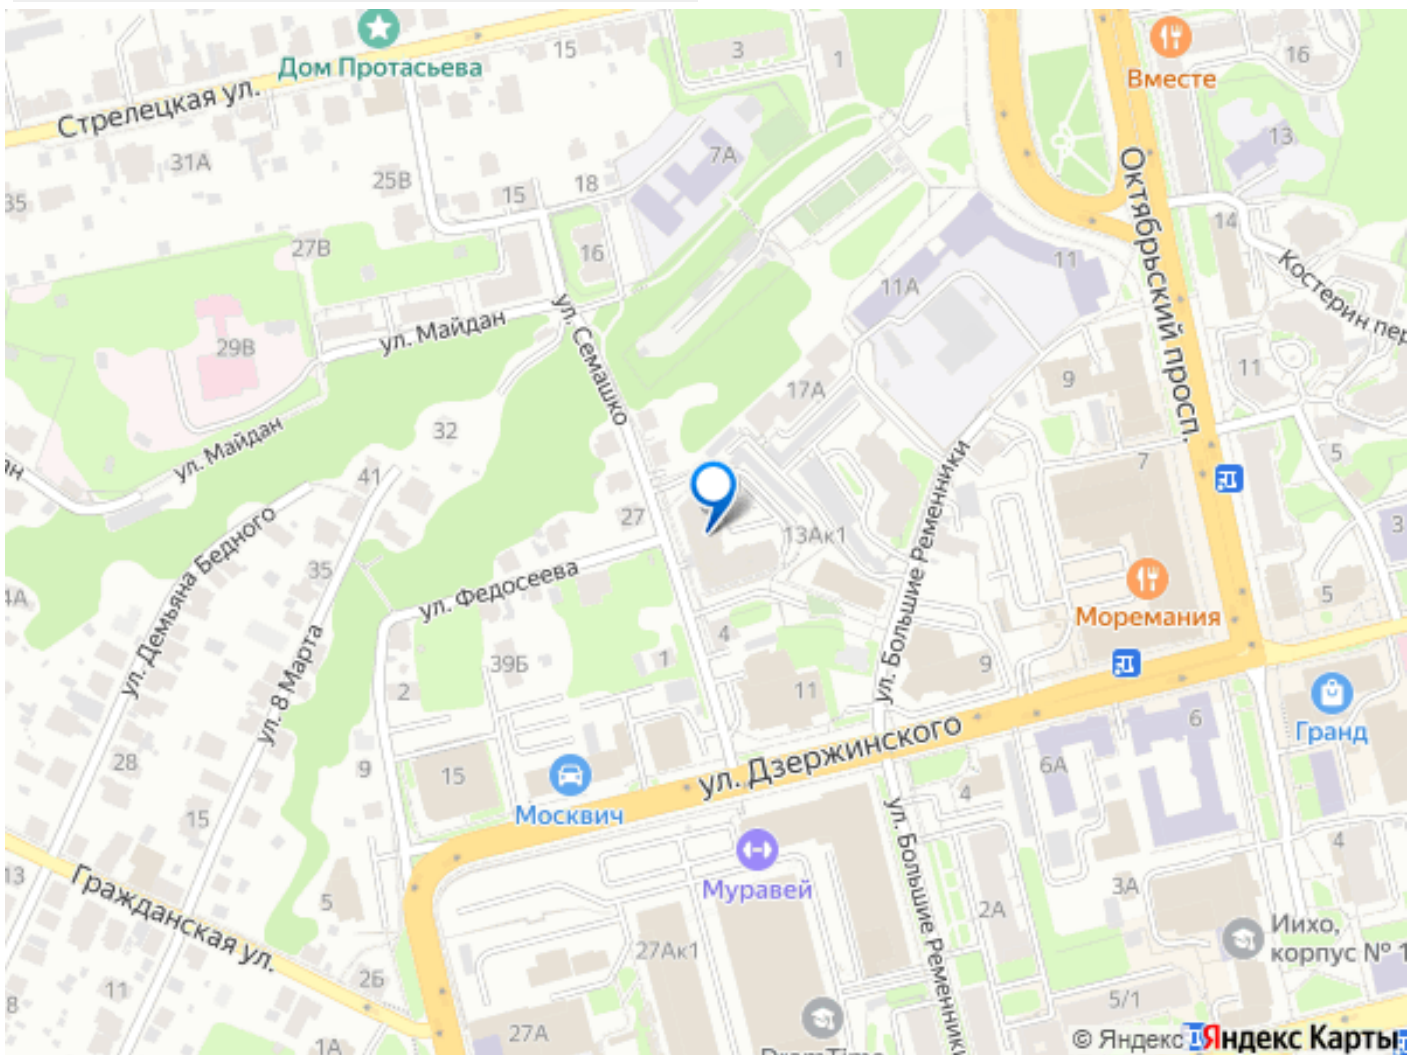 Дом Протасьева
15
3
1
Вместе
16
Стрелецкая ул.
31А
7А
13
35
25В
15
18
Октябрьский просп.
14
27В
16
11
11А
Костерин пер
ул. Майдан
ул. Семашко
29В
17А
9
11
ул. Майдан
32
41
7
5
27
13Ак1
ул. Большие Ременники
3
ул. Демьяна Бедного
35
ул. Федосеева
4А
5
Моремания
4
39Б
1
9
ул. 8 Марта
2
11
6
Гранд
28
9
15
Москвич
ул. Дзержинского
6А
4
15
ул. Большие Ременники
4
13
Гражданская ул.
Муравей
3А
5
2А
Иихо,
корпус № 1
27Ак1
2Б
11
8
5/1
27А
1А
© Яндекс
Яндекс Карты